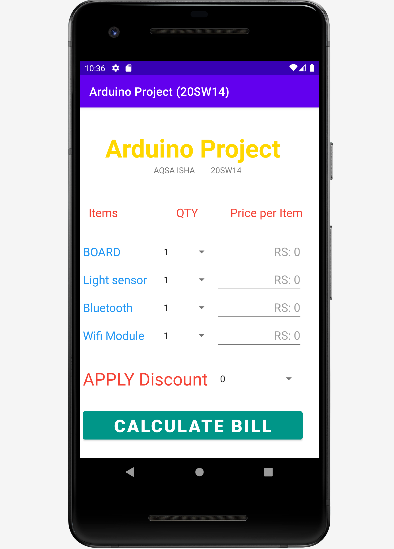 10:36
Arduino Project (20SW14)
Arduino Project
AQSA ISHA 20SW14
Items QTY Price per Item
BOARD 1 RS: 0
Light sensor 1 RS: 0
Bluetooth 1 RS: 0
Wifi Module 1 RS: 0
APPLY Discount 0
CALCULATE BILL